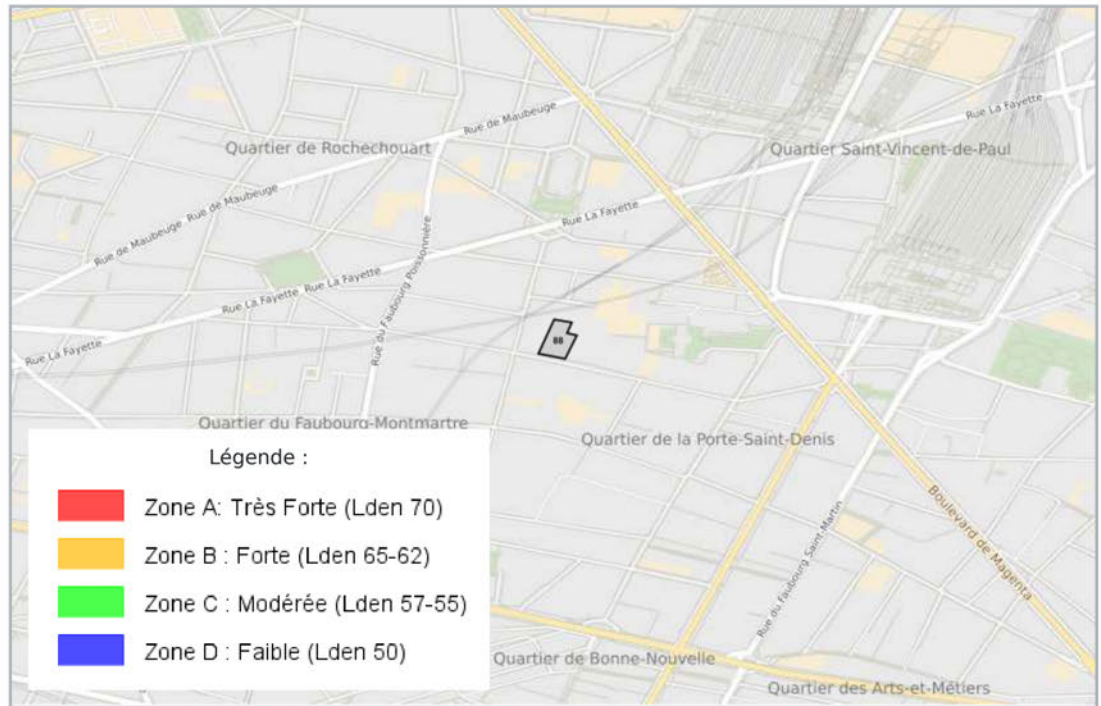 Rue de Maubeuge
Rue La Fayette
Quartier de Rochechouart
Quartier Saint-Vincent-de-Paul
Rue de Maubeuge
Rue de Maubeuge
Rue La Fayette
Rue du Faubourg Poissonnière
Rue La Fayette
Rue La Fayette
Rue La Fayette
88
Quartier du Faubourg-Montmartre
Quartier de la Porte-Saint-Denis
Légende :
Zone A: Très Forte (Lden 70)
Zone B : Forte (Lden 65-62)
Zone C : Modérée (Lden 57-55)
Zone D : Faible (Lden 50)
Boulevard de Magenta
Rue du Faubourg Saint-Martin
Quartier de Bonne-Nouvelle
Quartier des Arts-et-Métiers